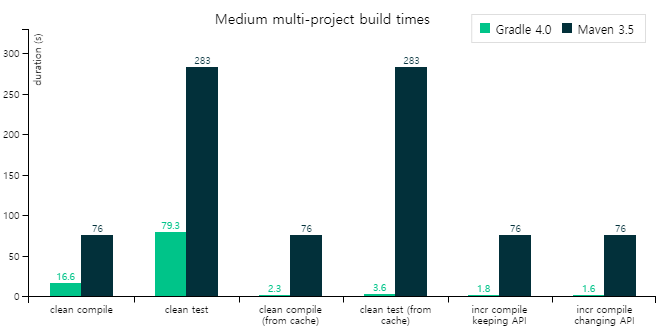 Medium multi-project build times
Gradle 4.0
Maven 3.5
duration (s)
300
250
200
150
100
50
0
16.6
76
79.3
283
2.3
76
3.6
283
1.8
76
1.6
76
clean compile
clean test
clean compile
(from cache)
clean test (from
cache)
incr compile
keeping API
incr compile
changing API